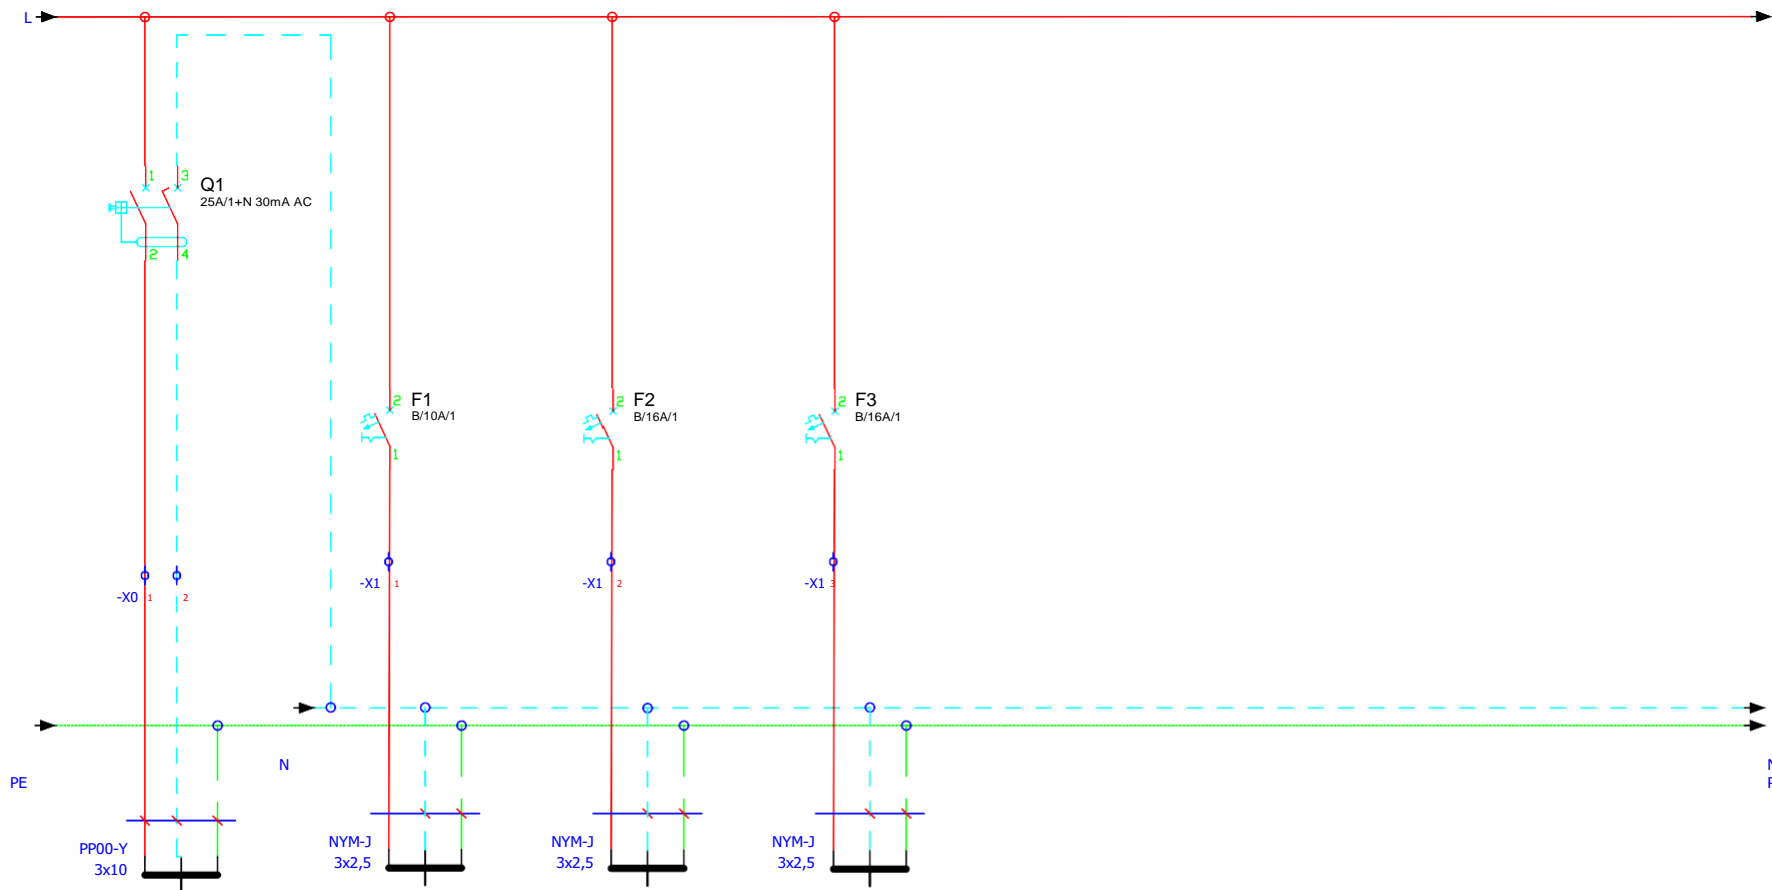 L
1 3
Q1
25A/1+N 30mA AC
2 4
2 F1
B/10A/1
1
2 F2
B/16A/1
1
2 F3
B/16A/1
1
-X0 1 2
-X1 1
-X1 2
-X1 3
N
PE
PP00-Y
3x10
NYM-J
3x2,5
NYM-J
3x2,5
NYM-J
3x2,5